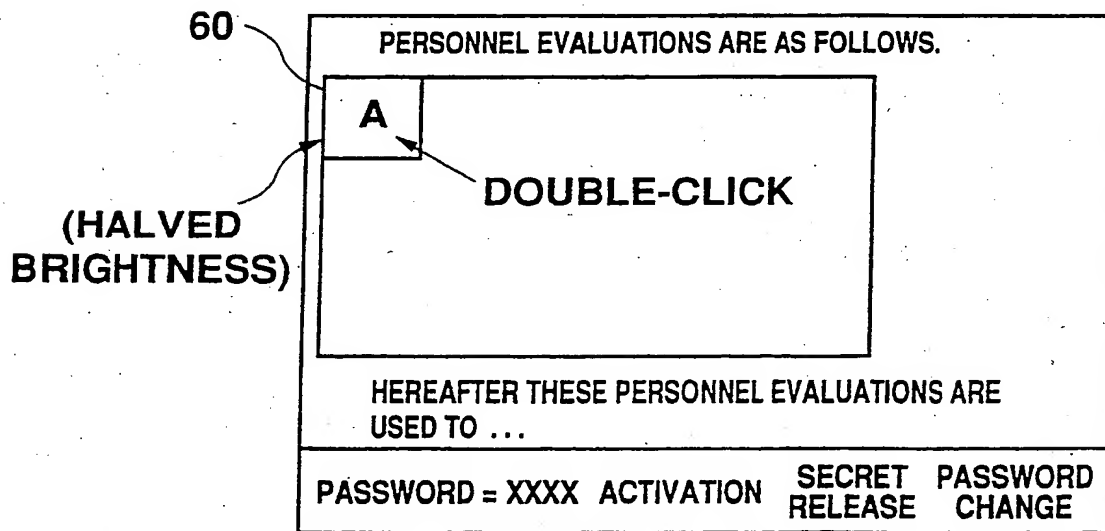 60
PERSONNEL EVALUATIONS ARE AS FOLLOWS.
A
DOUBLE-CLICK
(HALVED
BRIGHTNESS)
HEREAFTER THESE PERSONNEL EVALUATIONS ARE
USED TO ...
PASSWORD = XXXX ACTIVATION SECRET RELEASE PASSWORD CHANGE